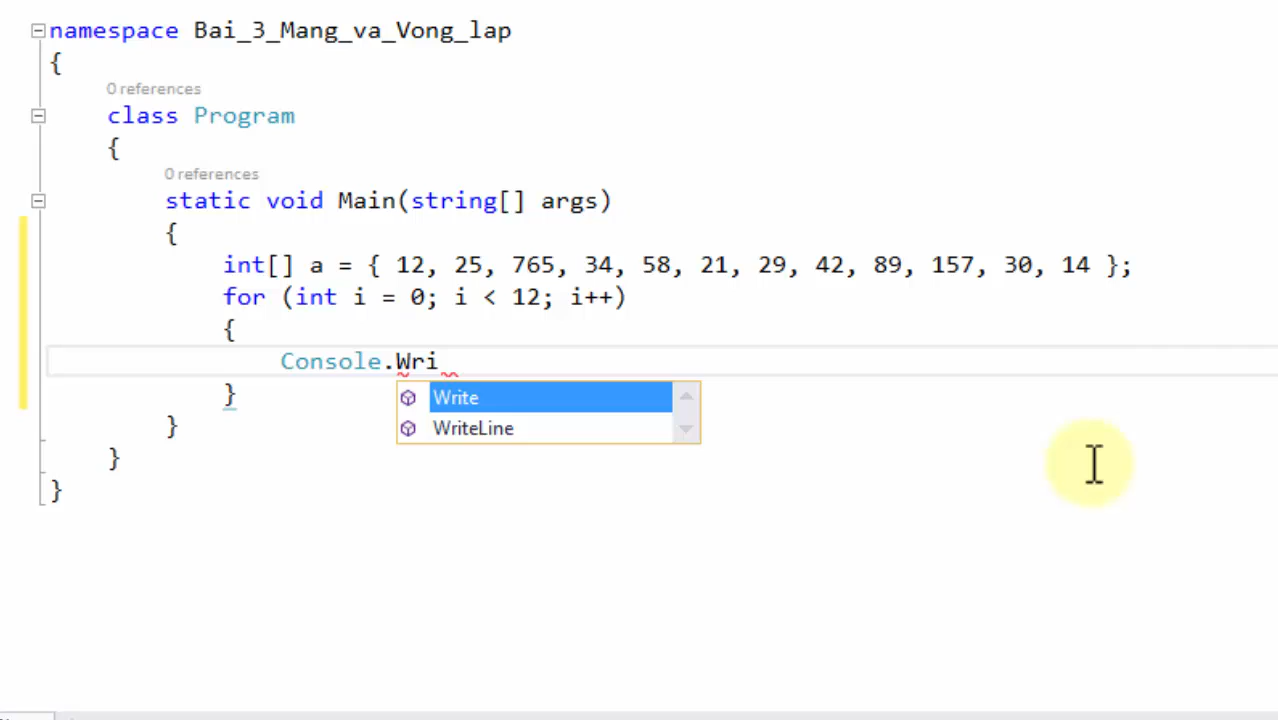 namespace Bai_3_Mang_va_Vong_lap
{
0 references
class Program
{
0 references
static void Main(string[] args)
{
int[] a = { 12, 25, 765, 34, 58, 21, 29, 42, 89, 157, 30, 14 };
for (int i = 0; i < 12; i++)
{
Console.Wri
Write
}
WriteLine
}
}
}